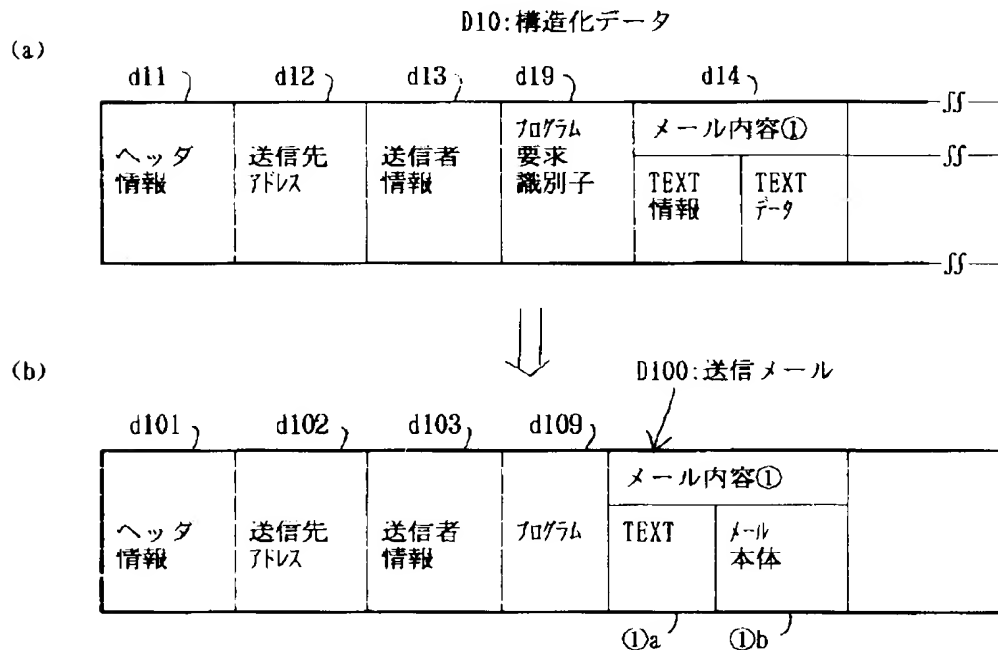 D10:構造化データ
(a)
d11 d12 d13 d19 d14
ヘッダ
情報
送信先
アドレス
送信者
情報
プログラム
要求
識別子
メール内容①
TEXT
情報
TEXT
データ
(b)
D100:送信メール
d101 d102 d103 d109
ヘッダ
情報
送信先
アドレス
送信者
情報
プログラム
メール内容①
TEXT
メール
本体
①a ①b